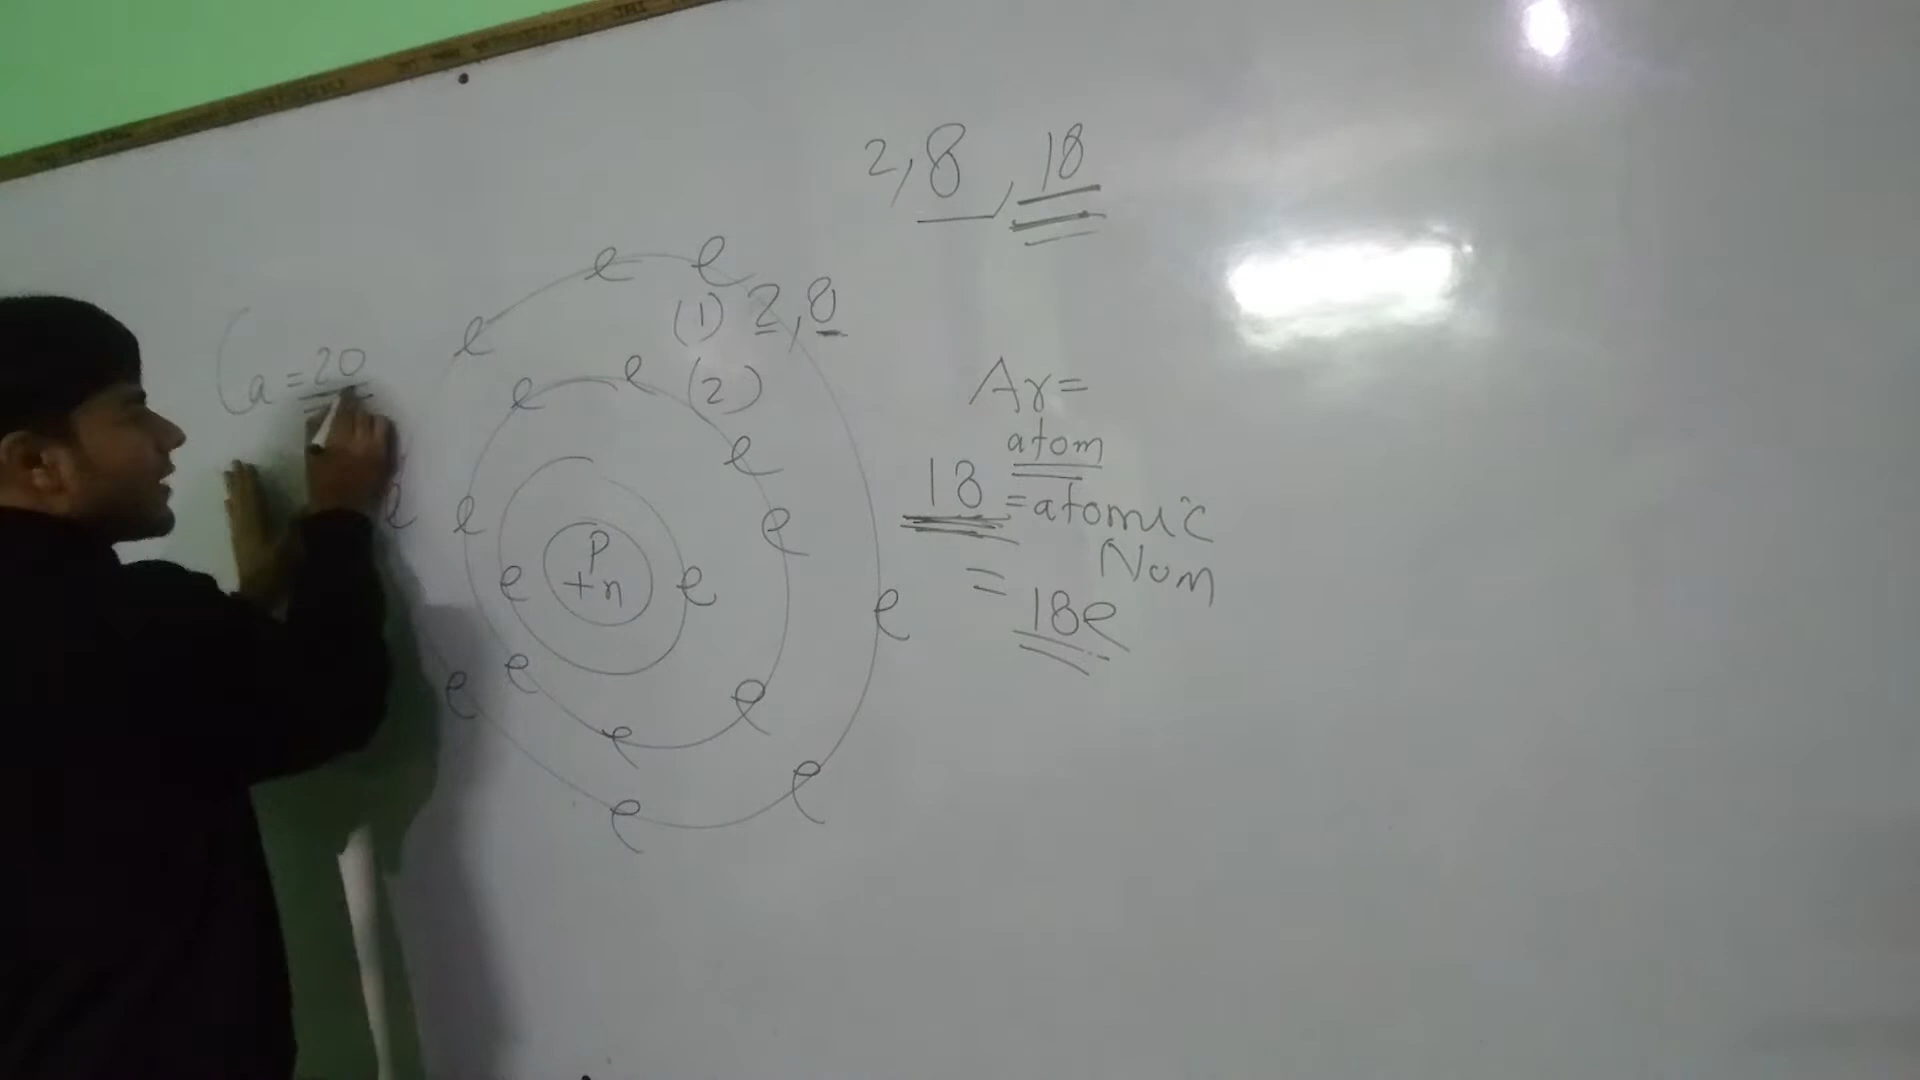 2,8,18
e e
(1) 2,8
e
Ca=20
e e (2)
e
Ar=
atom
18 =atomic
Num
= 18e
e e e
P
+n
e e e
e e e
e e
e